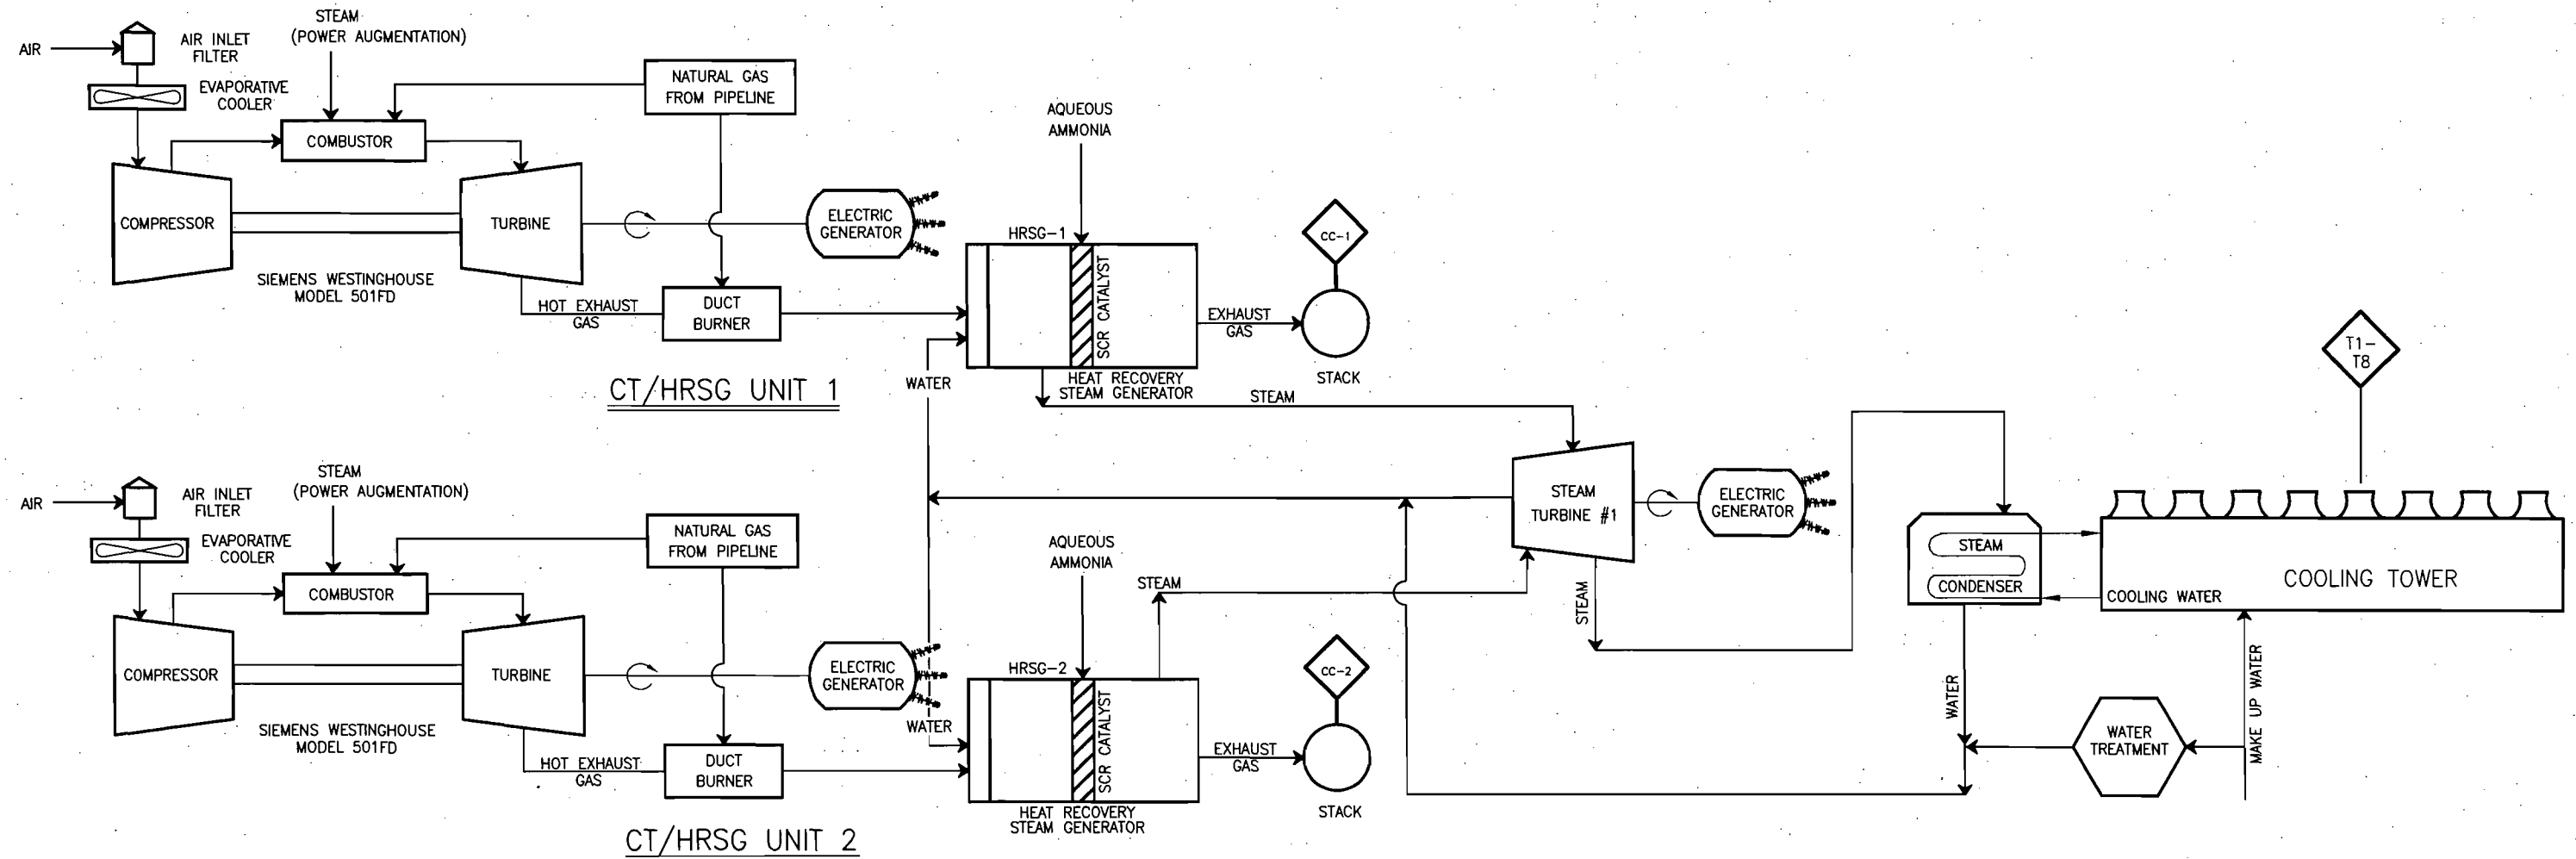 STEAM
(POWER AUGMENTATION)
AIR
AIR INLET
FILTER
EVAPORATIVE
COOLER
NATURAL GAS
FROM PIPELINE
COMBUSTOR
COMPRESSOR
TURBINE
SIEMENS WESTINGHOUSE
MODEL 501FD
ELECTRIC
GENERATOR
HOT EXHAUST
GAS
DUCT
BURNER
CT/HRSG UNIT 1
AQUEOUS
AMMONIA
HRSG-1
SCR CATALYST
HEAT RECOVERY
STEAM GENERATOR
WATER
EXHAUST
GAS
CC-1
STACK
STEAM
STEAM
(POWER AUGMENTATION)
AIR
AIR INLET
FILTER
EVAPORATIVE
COOLER
NATURAL GAS
FROM PIPELINE
COMBUSTOR
COMPRESSOR
TURBINE
SIEMENS WESTINGHOUSE
MODEL 501FD
ELECTRIC
GENERATOR
HOT EXHAUST
GAS
DUCT
BURNER
CT/HRSG UNIT 2
AQUEOUS
AMMONIA
HRSG-2
SCR CATALYST
HEAT RECOVERY
STEAM GENERATOR
WATER
STEAM
EXHAUST
GAS
CC-2
STACK
STEAM
TURBINE #1
ELECTRIC
GENERATOR
STEAM
STEAM
CONDENSER
T1-
T8
COOLING TOWER
COOLING WATER
WATER
WATER
TREATMENT
MAKE UP WATER